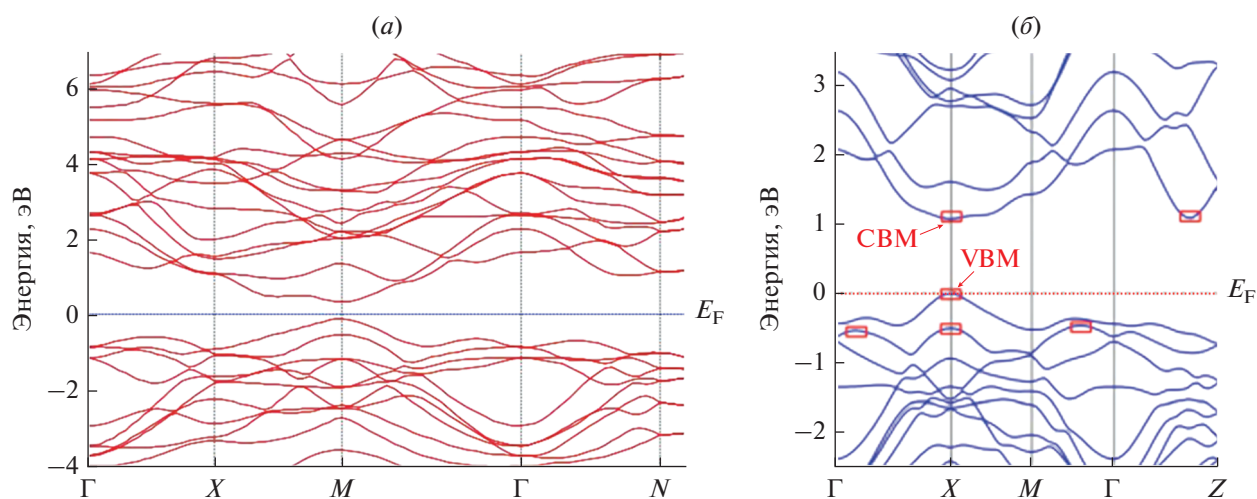 (а) (б)
Энергия, эВ
6
4
2
0
−2
−4
Γ X M Γ N
E_F
Энергия, эВ
3
2
1
0
−1
−2
CBM
VBM
E_F
Γ X M Γ Z